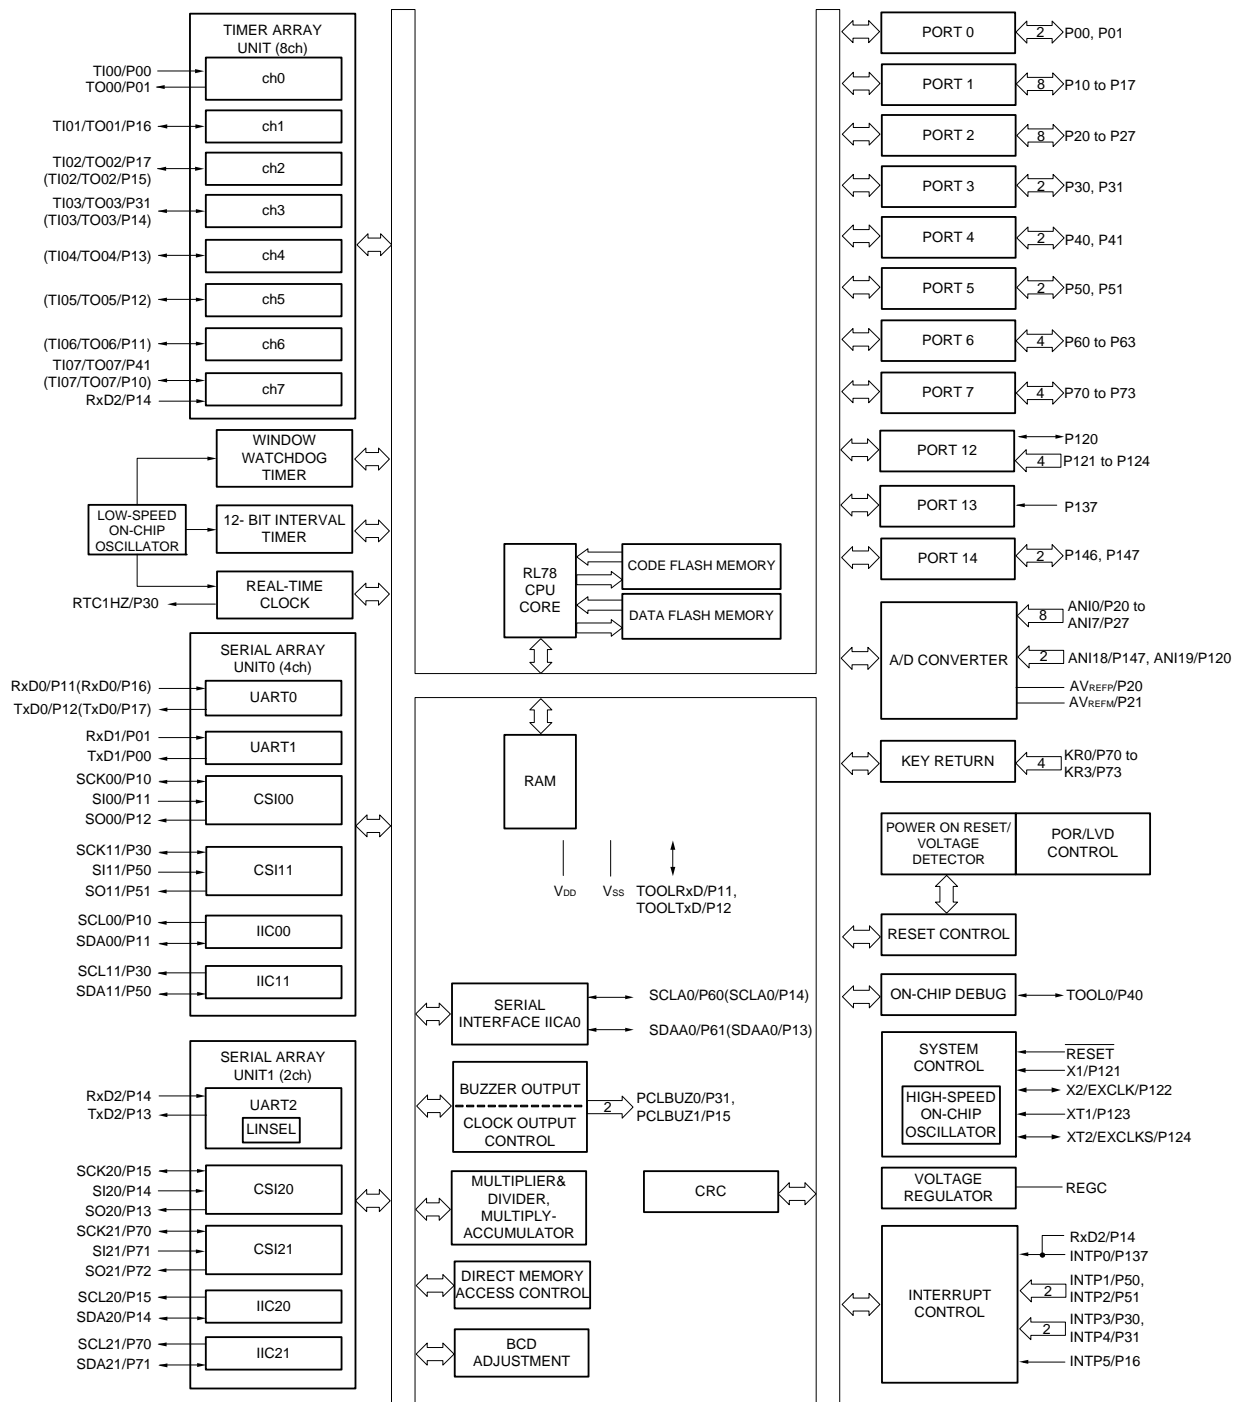 TIMER ARRAY
UNIT (8ch)
TI00/P00
TO00/P01
ch0
TI01/TO01/P16
ch1
TI02/TO02/P17
(TI02/TO02/P15)
ch2
TI03/TO03/P31
(TI03/TO03/P14)
ch3
(TI04/TO04/P13)
ch4
(TI05/TO05/P12)
ch5
(TI06/TO06/P11)
ch6
TI07/TO07/P41
(TI07/TO07/P10)
RxD2/P14
ch7
WINDOW
WATCHDOG
TIMER
LOW-SPEED
ON-CHIP
OSCILLATOR
12- BIT INTERVAL
TIMER
REAL-TIME
CLOCK
RTC1HZ/P30
SERIAL ARRAY
UNIT0 (4ch)
RxD0/P11(RxD0/P16)
TxD0/P12(TxD0/P17)
UART0
RxD1/P01
TxD1/P00
UART1
SCK00/P10
SI00/P11
SO00/P12
CSI00
SCK11/P30
SI11/P50
SO11/P51
CSI11
SCL00/P10
SDA00/P11
IIC00
SCL11/P30
SDA11/P50
IIC11
SERIAL ARRAY
UNIT1 (2ch)
RxD2/P14
TxD2/P13
UART2
LINSEL
SCK20/P15
SI20/P14
SO20/P13
CSI20
SCK21/P70
SI21/P71
SO21/P72
CSI21
SCL20/P15
SDA20/P14
IIC20
SCL21/P70
SDA21/P71
IIC21
RL78
CPU
CORE
CODE FLASH MEMORY
DATA FLASH MEMORY
RAM
VDD
VSS
TOOLRxD/P11,
TOOLTxD/P12
SERIAL
INTERFACE IICA0
SCLA0/P60(SCLA0/P14)
SDAA0/P61(SDAA0/P13)
BUZZER OUTPUT
CLOCK OUTPUT
CONTROL
2
PCLBUZ0/P31,
PCLBUZ1/P15
MULTIPLIER&
DIVIDER,
MULTIPLY-
ACCUMULATOR
CRC
DIRECT MEMORY
ACCESS CONTROL
BCD
ADJUSTMENT
PORT 0
2
P00, P01
PORT 1
8
P10 to P17
PORT 2
8
P20 to P27
PORT 3
2
P30, P31
PORT 4
2
P40, P41
PORT 5
2
P50, P51
PORT 6
4
P60 to P63
PORT 7
4
P70 to P73
PORT 12
P120
4
P121 to P124
PORT 13
P137
PORT 14
2
P146, P147
A/D CONVERTER
8
ANI0/P20 to
ANI7/P27
2
ANI18/P147, ANI19/P120
AVREFP/P20
AVREFM/P21
KEY RETURN
4
KR0/P70 to
KR3/P73
POWER ON RESET/
VOLTAGE
DETECTOR
POR/LVD
CONTROL
RESET CONTROL
ON-CHIP DEBUG
TOOL0/P40
SYSTEM
CONTROL
HIGH-SPEED
ON-CHIP
OSCILLATOR
RESET
X1/P121
X2/EXCLK/P122
XT1/P123
XT2/EXCLKS/P124
VOLTAGE
REGULATOR
REGC
INTERRUPT
CONTROL
RxD2/P14
INTP0/P137
2
INTP1/P50,
INTP2/P51
2
INTP3/P30,
INTP4/P31
INTP5/P16